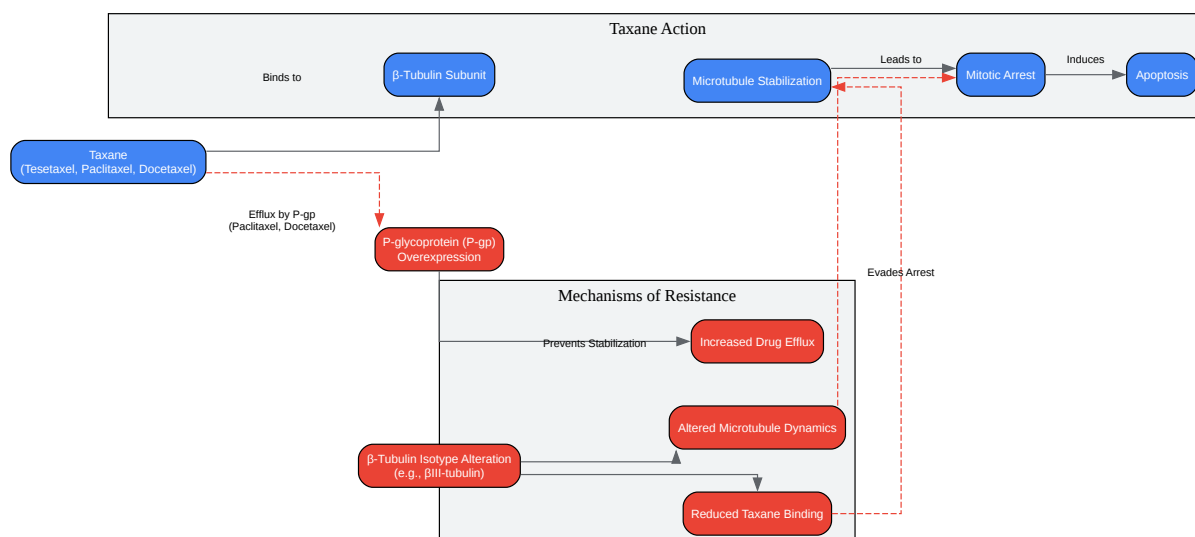 Taxane Action
β-Tubulin Subunit
Microtubule Stabilization
Leads to
Mitotic Arrest
Induces
Apoptosis
Binds to
Taxane
(Tesetaxel, Paclitaxel, Docetaxel)
Efflux by P-gp
(Paclitaxel, Docetaxel)
P-glycoprotein (P-gp)
Overexpression
Evades Arrest
Mechanisms of Resistance
Prevents Stabilization
Increased Drug Efflux
Altered Microtubule Dynamics
β-Tubulin Isotype Alteration
(e.g., βIII-tubulin)
Reduced Taxane Binding